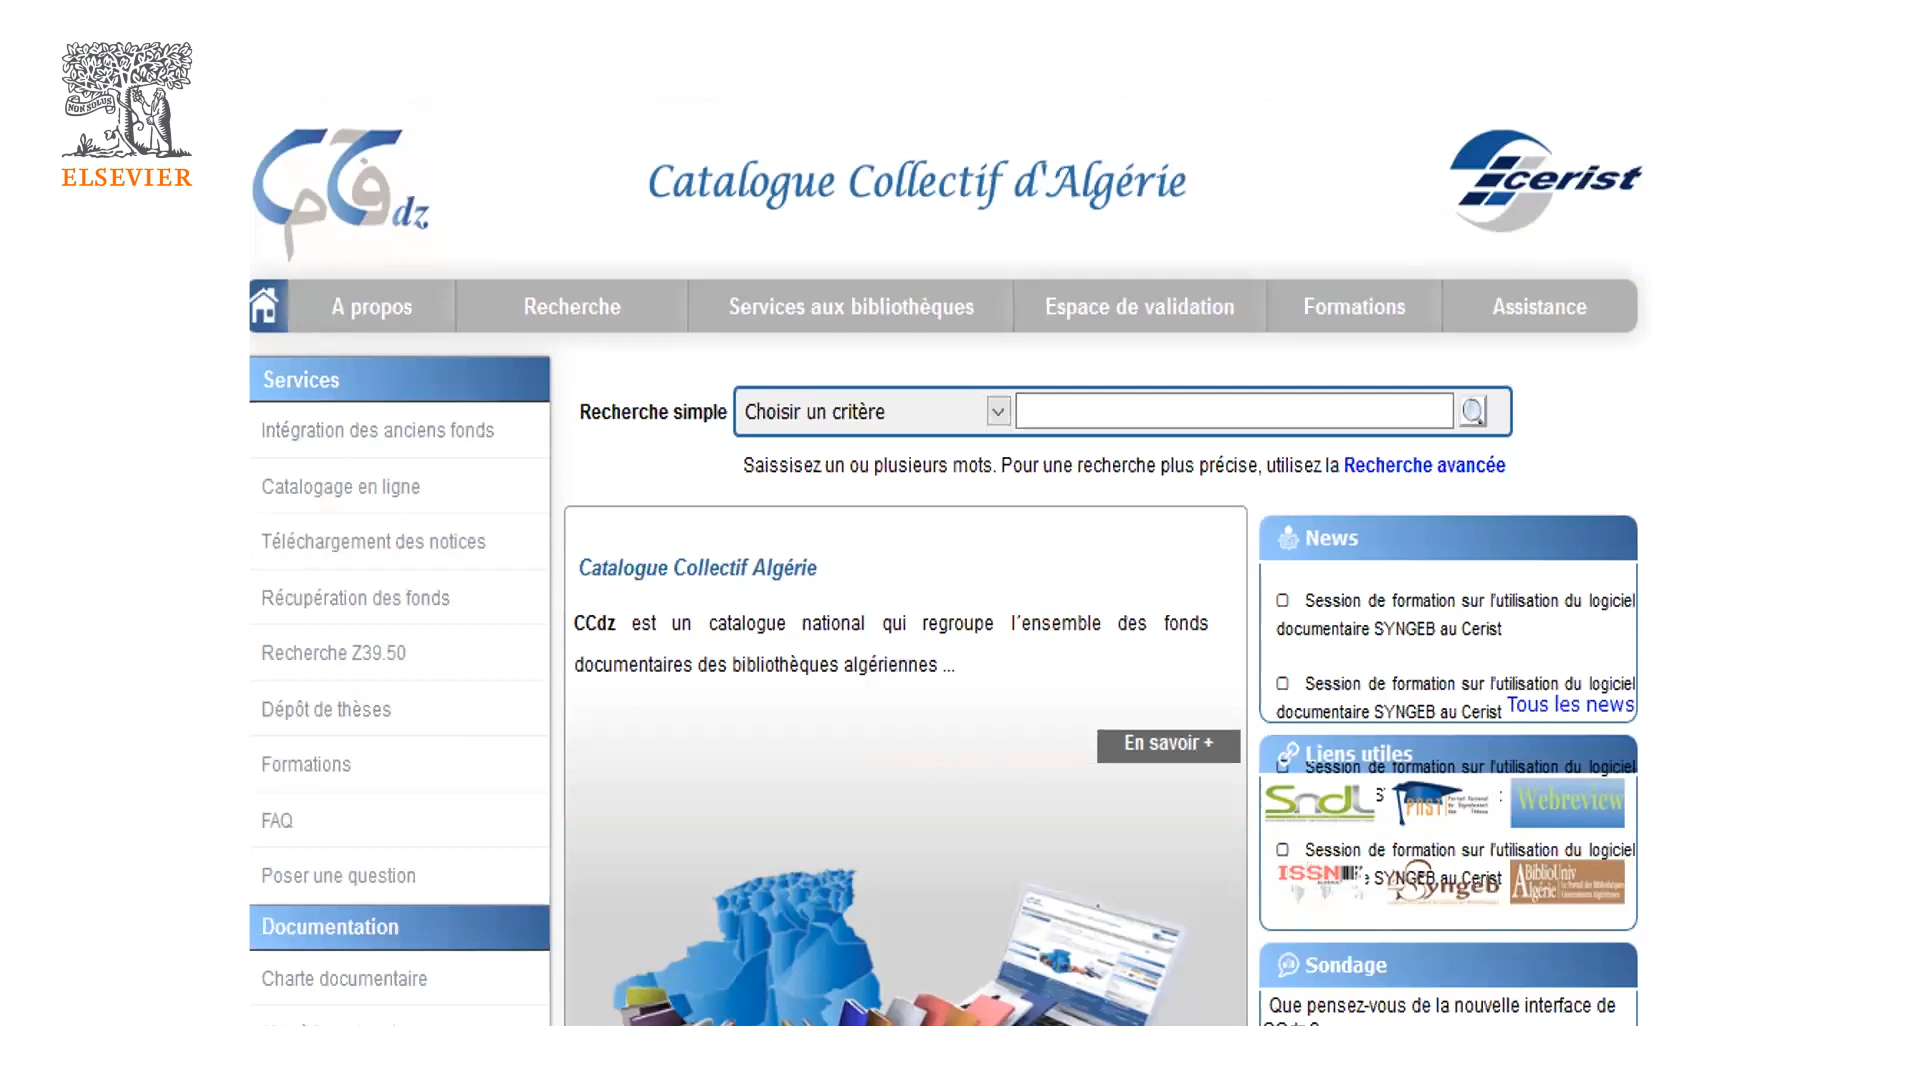 NON SOLUS
ELSEVIER
dz
Catalogue Collectif d'Algérie
cerist
A propos
Recherche
Services aux bibliothèques
Espace de validation
Formations
Assistance
Services
Intégration des anciens fonds
Catalogage en ligne
Téléchargement des notices
Récupération des fonds
Recherche Z39.50
Dépôt de thèses
Formations
FAQ
Poser une question
Documentation
Charte documentaire
Recherche simple
Choisir un critère
Saissisez un ou plusieurs mots. Pour une recherche plus précise, utilisez la Recherche avancée
Catalogue Collectif Algérie
CCdz est un catalogue national qui regroupe l´ensemble des fonds
documentaires des bibliothèques algériennes ...
En savoir +
News
Session de formation sur l'utilisation du logiciel
documentaire SYNGEB au Cerist
Session de formation sur l'utilisation du logiciel
documentaire SYNGEB au Cerist
Tous les news
Liens utiles
Session de formation sur l'utilisation du logiciel
Sndl
PNST
Webreview
Session de formation sur l'utilisation du logiciel
SYNGEB au Cerist
ISSN
Syngeb
BiblioUniv
Algérie
Sondage
Que pensez-vous de la nouvelle interface de